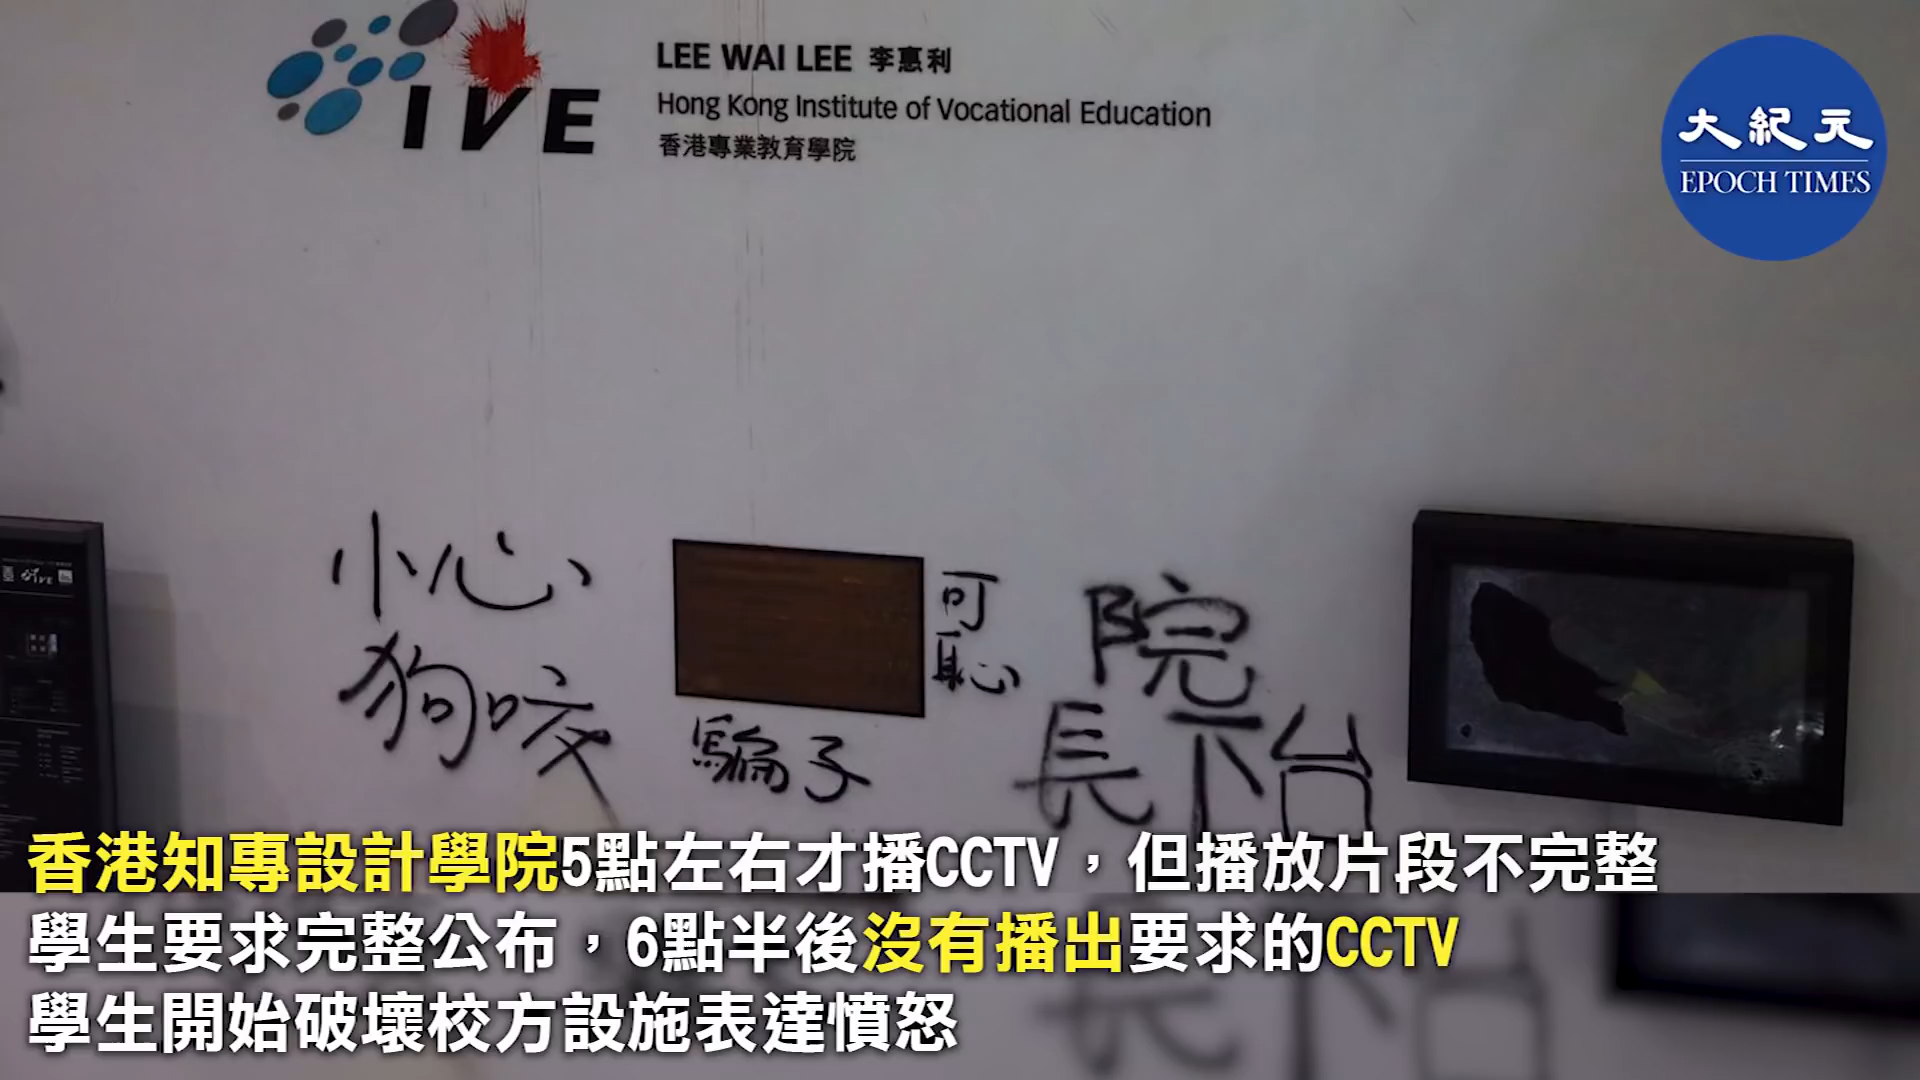 IVE
LEE WAI LEE 李惠利
Hong Kong Institute of Vocational Education
香港專業教育學院
大紀元
EPOCH TIMES
小心
狗咬
可
恥
騙子
院
長下台
IVE
香港知專設計學院5點左右才播CCTV，但播放片段不完整
學生要求完整公布，6點半後沒有播出要求的CCTV
學生開始破壞校方設施表達憤怒